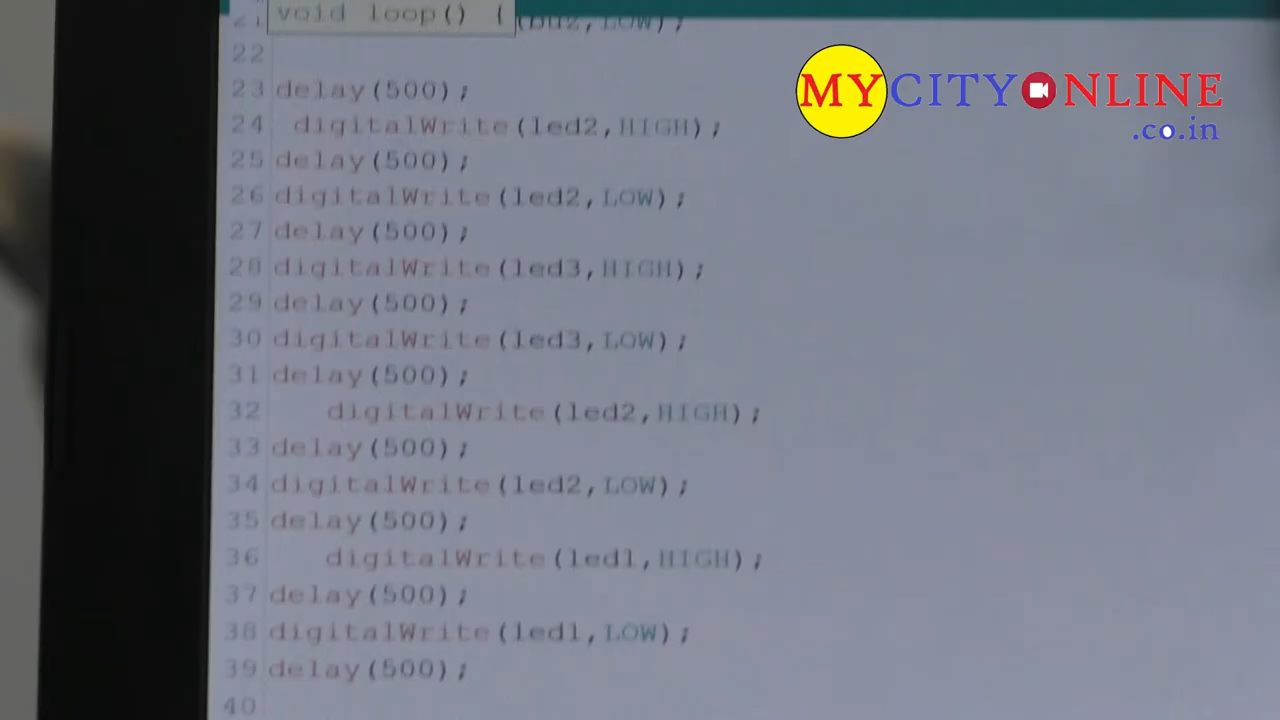 void loop() {
21 (buz,LOW);
22
23 delay(500);
24 digitalWrite(led2,HIGH);
25 delay(500);
26 digitalWrite(led2,LOW);
27 delay(500);
28 digitalWrite(led3,HIGH);
29 delay(500);
30 digitalWrite(led3,LOW);
31 delay(500);
32 digitalWrite(led2,HIGH);
33 delay(500);
34 digitalWrite(led2,LOW);
35 delay(500);
36 digitalWrite(led1,HIGH);
37 delay(500);
38 digitalWrite(led1,LOW);
39 delay(500);
40
MYCITYONLINE
.co.in